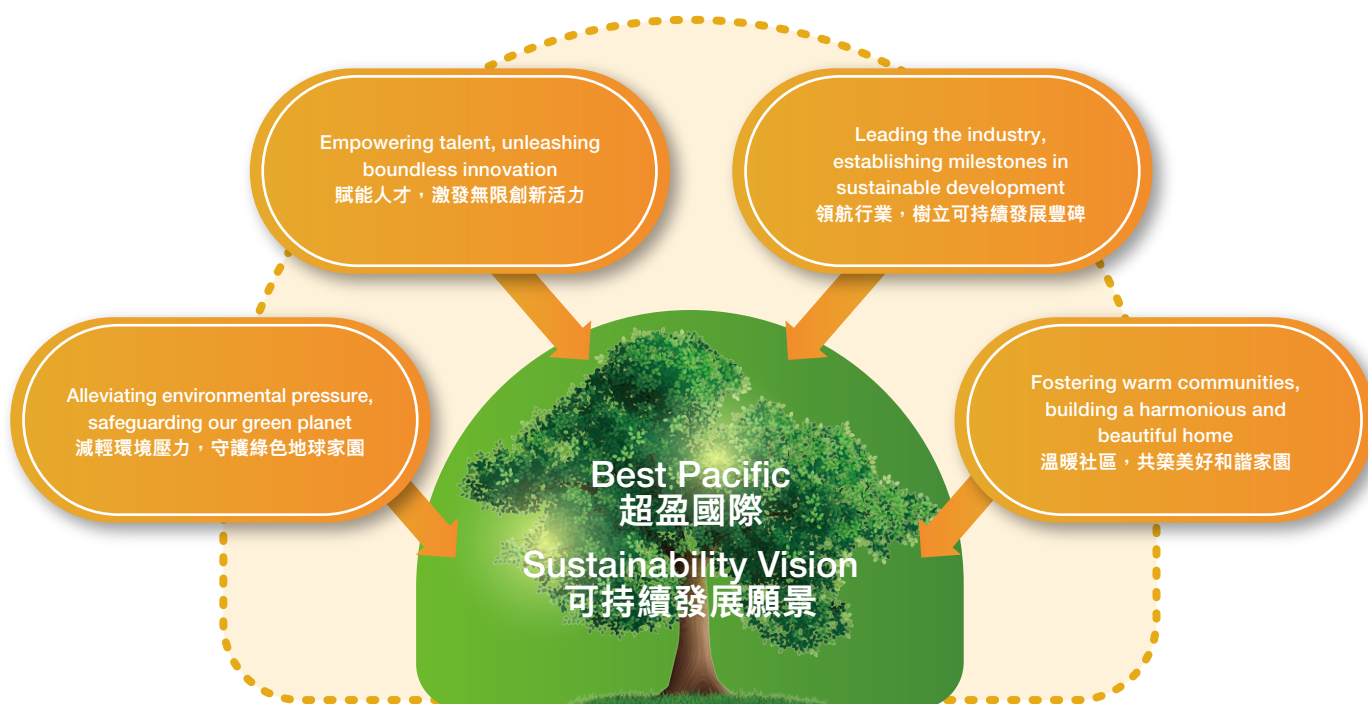 Empowering talent, unleashing
boundless innovation
賦能人才，激發無限創新活力
Leading the industry,
establishing milestones in
sustainable development
領航行業，樹立可持續發展豐碑
Alleviating environmental pressure,
safeguarding our green planet
減輕環境壓力，守護綠色地球家園
Fostering warm communities,
building a harmonious and
beautiful home
溫暖社區，共築美好和諧家園
Best Pacific
超盈國際
Sustainability Vision
可持續發展願景